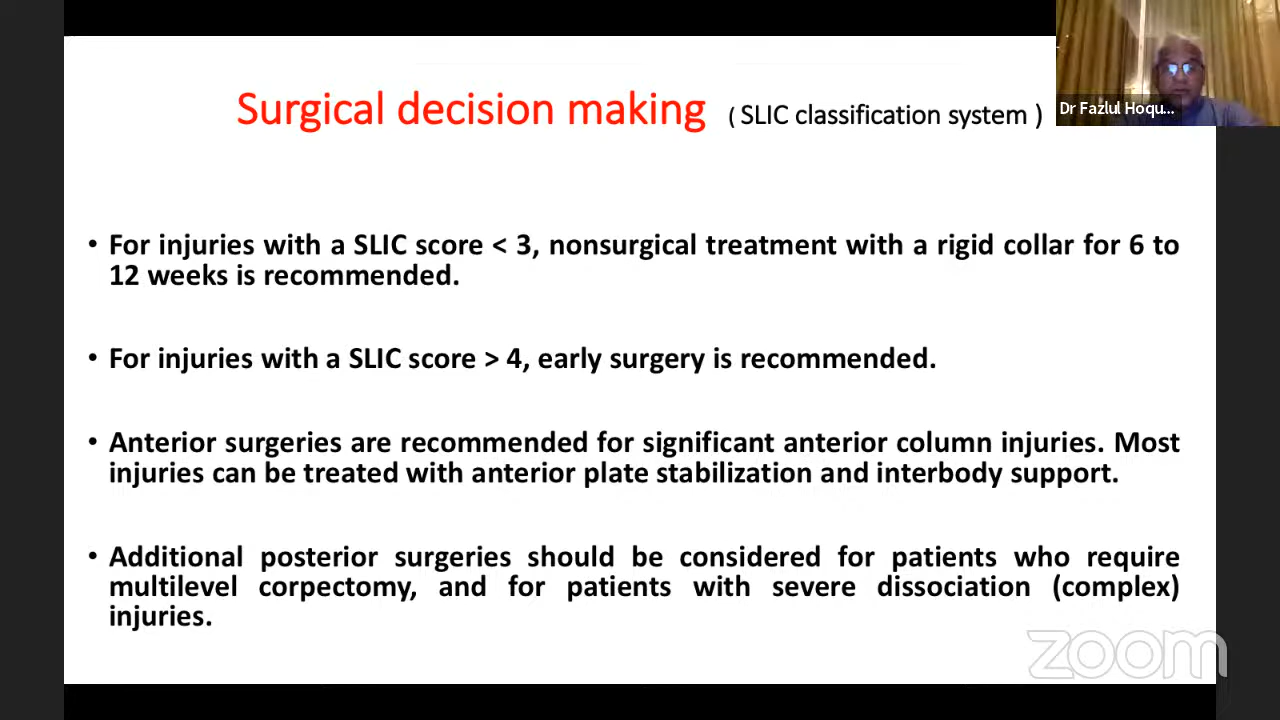 Surgical decision making ( SLIC classification system )
Dr Fazlul Hoqu...
• For injuries with a SLIC score < 3, nonsurgical treatment with a rigid collar for 6 to
12 weeks is recommended.
• For injuries with a SLIC score > 4, early surgery is recommended.
• Anterior surgeries are recommended for significant anterior column injuries. Most
injuries can be treated with anterior plate stabilization and interbody support.
• Additional posterior surgeries should be considered for patients who require
multilevel corpectomy, and for patients with severe dissociation (complex)
injuries.
zoom